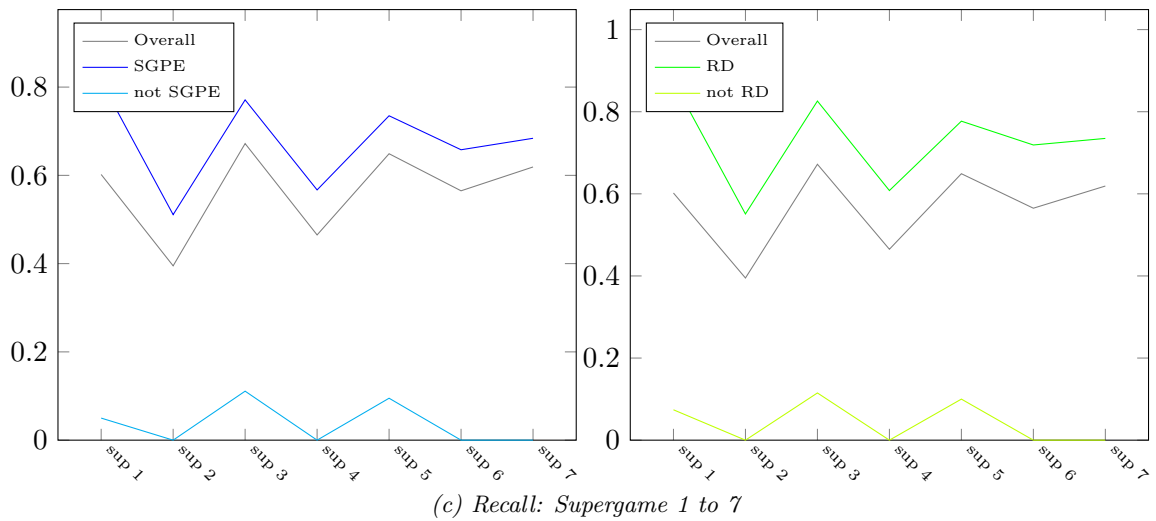 Overall
SGPE
not SGPE
0.8
0.6
0.4
0.2
0
sup 1
sup 2
sup 3
sup 4
sup 5
sup 6
sup 7
Overall
RD
not RD
1
0.8
0.6
0.4
0.2
0
sup 1
sup 2
sup 3
sup 4
sup 5
sup 6
sup 7
(c) Recall: Supergame 1 to 7